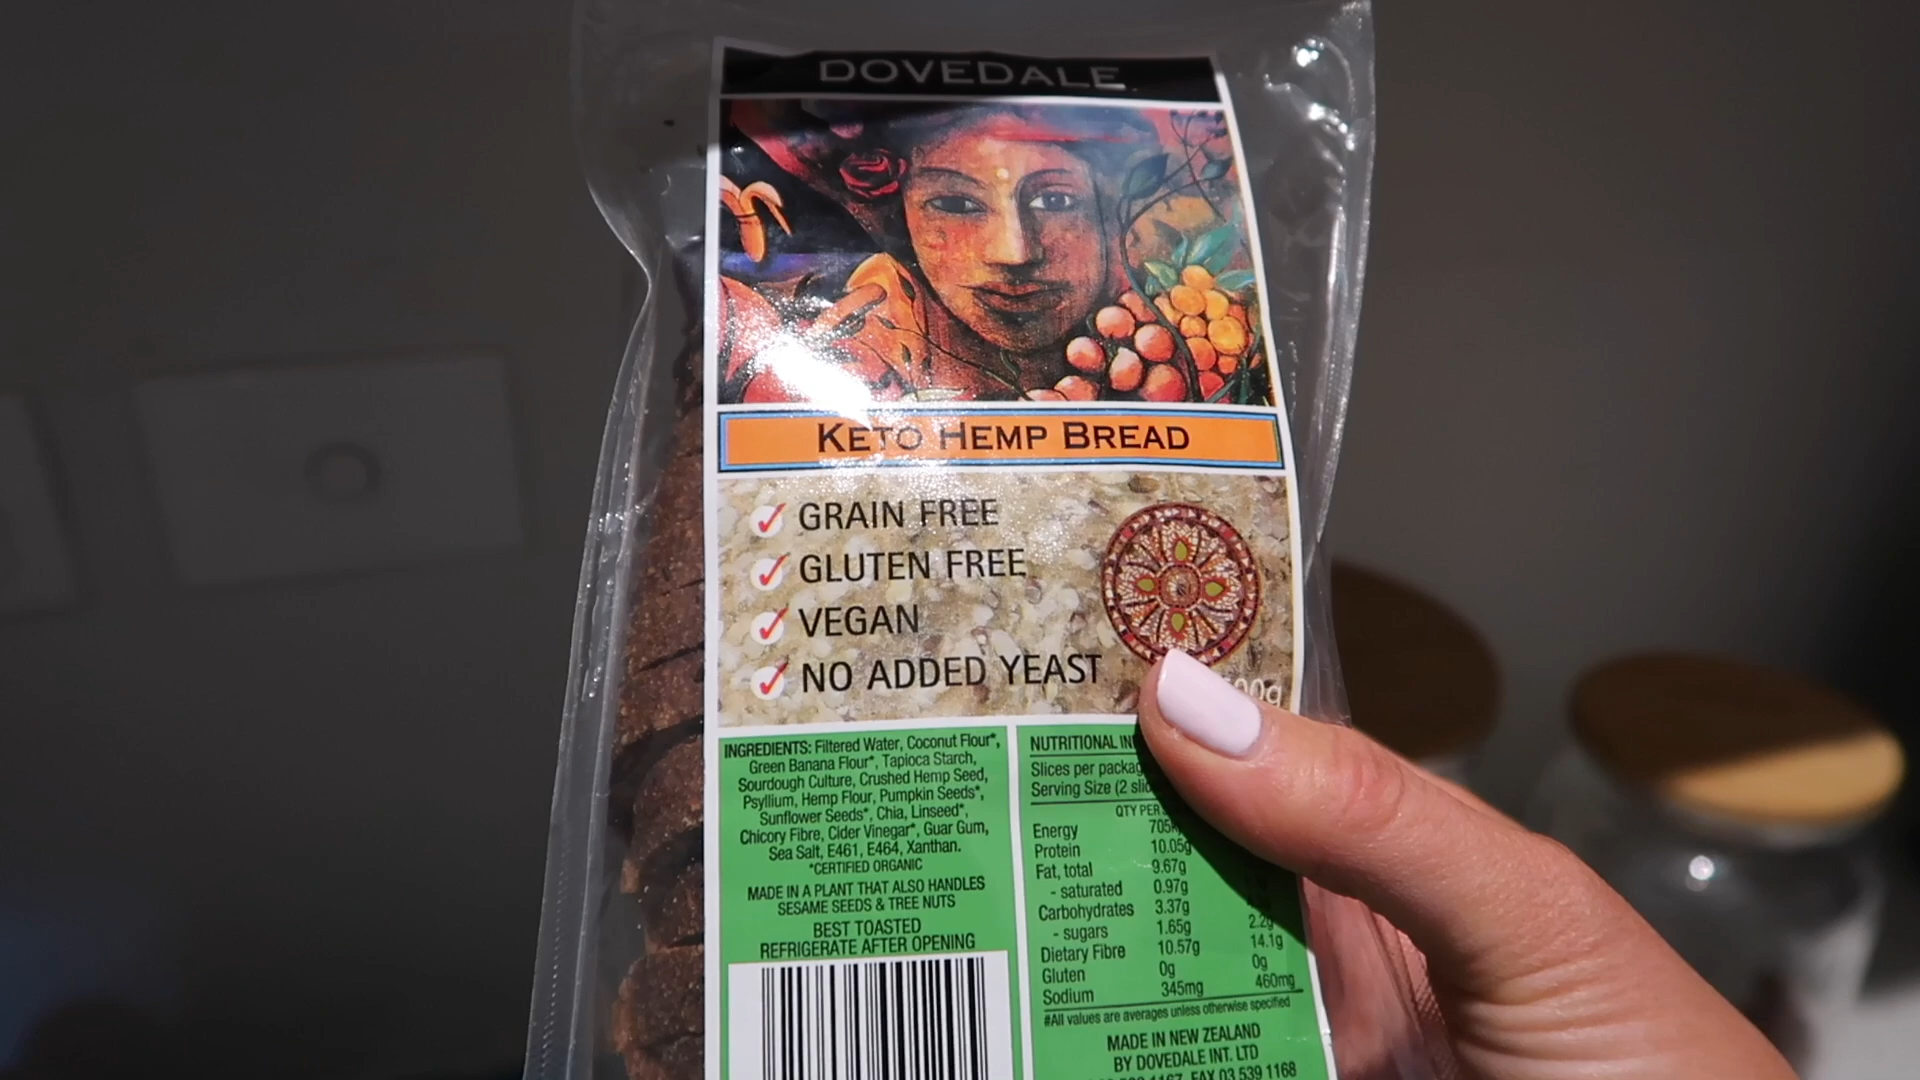 DOVEDALE
KETO HEMP BREAD
GRAIN FREE
GLUTEN FREE
VEGAN
NO ADDED YEAST
INGREDIENTS: Filtered Water, Coconut Flour*,
Green Banana Flour*, Tapioca Starch,
Sourdough Culture, Crushed Hemp Seed,
Psyllium, Hemp Flour, Pumpkin Seeds*,
Sunflower Seeds*, Chia, Linseed*,
Chicory Fibre, Cider Vinegar*, Guar Gum,
Sea Salt, E461, E464, Xanthan.
*CERTIFIED ORGANIC
MADE IN A PLANT THAT ALSO HANDLES
SESAME SEEDS & TREE NUTS
BEST TOASTED
REFRIGERATE AFTER OPENING
NUTRITIONAL
Slices per
Serving Size (2
QTY PER
Energy
Protein 10.05g
Fat, total 9.67g
- saturated 0.97g
Carbohydrates 3.37g
- sugars 1.65g 2.2g
Dietary Fibre 10.57g 14.1g
Gluten 0g 0g
Sodium 345mg 460mg
#All values are averages unless otherwise specified
MADE IN NEW ZEALAND
BY DOVEDALE INT. LTD
FAX 03 539 1168